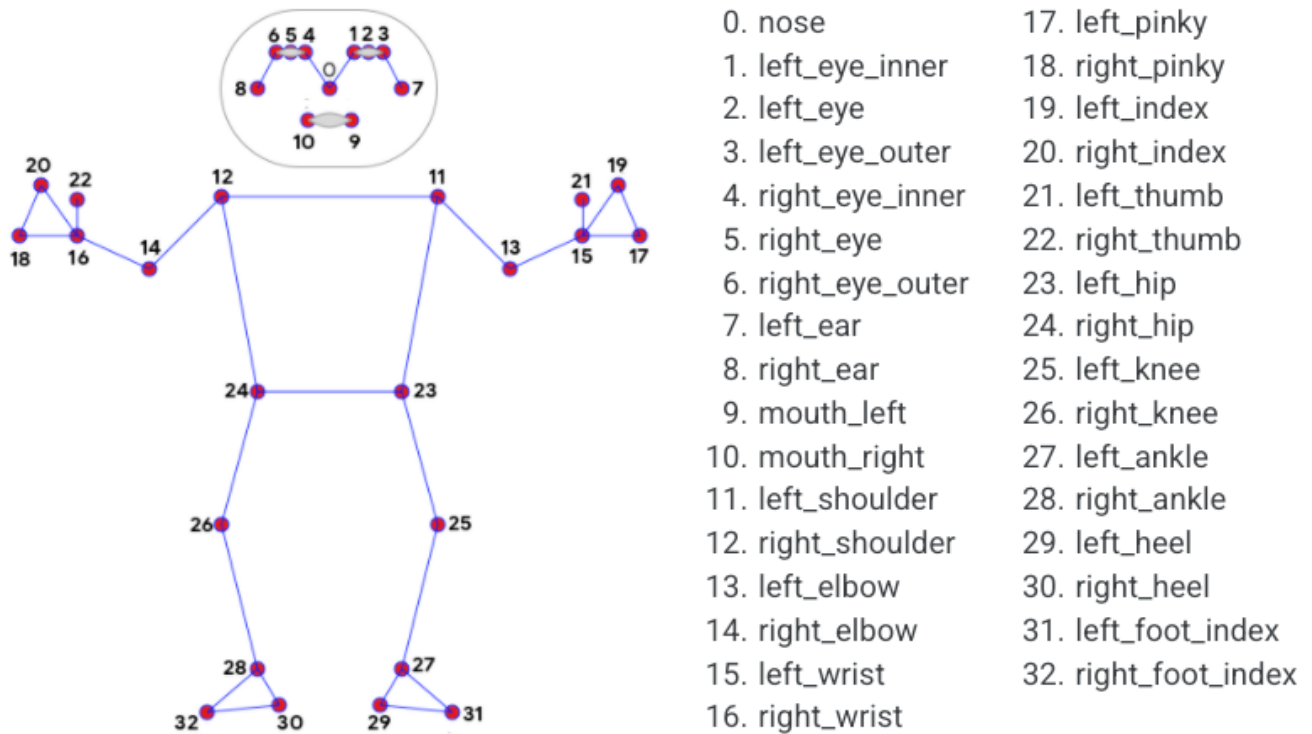 6 5 4 1 2 3
0
8 7
10 9
20 22 12 11 21 19
18 16 14 13 15 17
24 23
26 25
28 27
32 30 29 31
0. nose
1. left_eye_inner
2. left_eye
3. left_eye_outer
4. right_eye_inner
5. right_eye
6. right_eye_outer
7. left_ear
8. right_ear
9. mouth_left
10. mouth_right
11. left_shoulder
12. right_shoulder
13. left_elbow
14. right_elbow
15. left_wrist
16. right_wrist
17. left_pinky
18. right_pinky
19. left_index
20. right_index
21. left_thumb
22. right_thumb
23. left_hip
24. right_hip
25. left_knee
26. right_knee
27. left_ankle
28. right_ankle
29. left_heel
30. right_heel
31. left_foot_index
32. right_foot_index